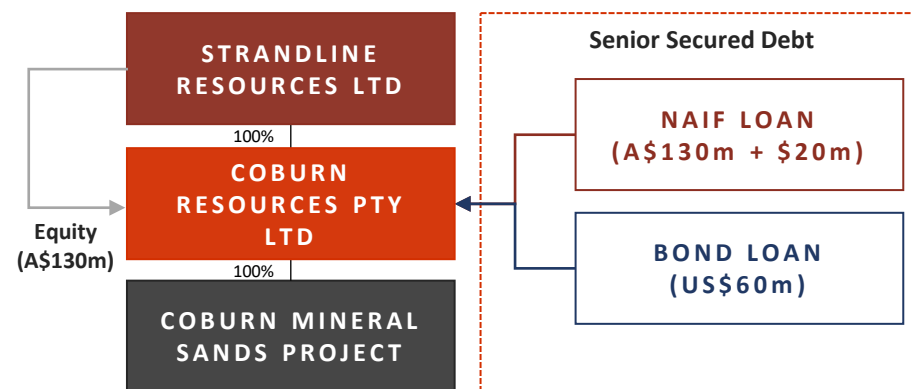 STRANDLINE
RESOURCES LTD
100%
COBURN
RESOURCES PTY
LTD
Equity
(A$130m)
100%
COBURN MINERAL
SANDS PROJECT
Senior Secured Debt
NAIF LOAN
(A$130m + $20m)
BOND LOAN
(US$60m)